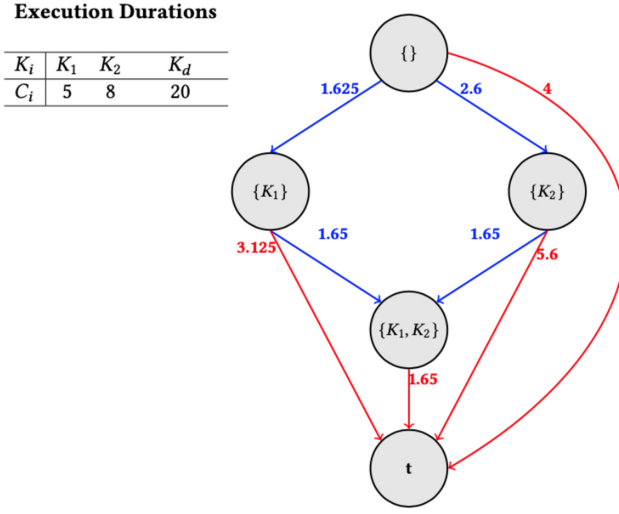 Execution Durations
K_i K_1 K_2 K_d
C_i 5 8 20
{}
1.625 2.6 4
{K_1} {K_2}
3.125 1.65 1.65 5.6
{K_1, K_2}
1.65
t